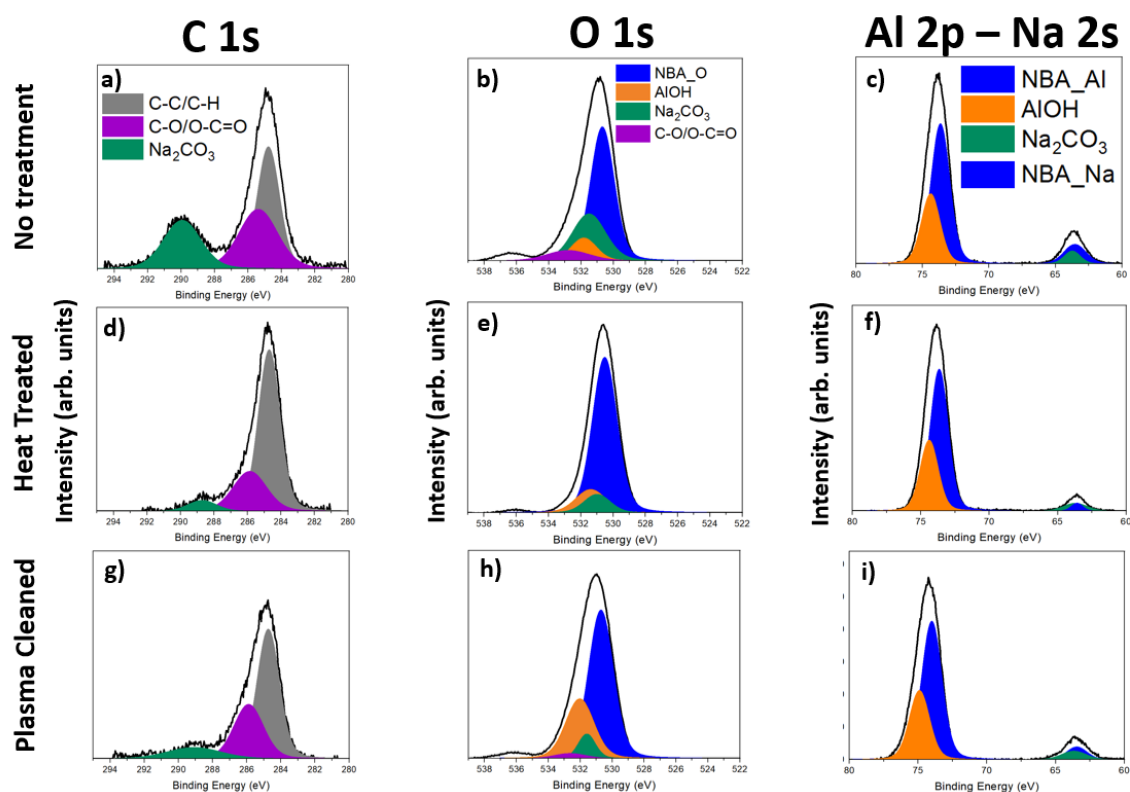 C 1s
O 1s
Al 2p – Na 2s
No treatment
a)
C-C/C-H
C-O/O-C=O
Na₂CO₃
294 292 290 288 286 284 282 280
Binding Energy (eV)
b)
NBA_O
AlOH
Na₂CO₃
C-O/O-C=O
538 536 534 532 530 528 526 524 522
Binding Energy (eV)
c)
NBA_Al
AlOH
Na₂CO₃
NBA_Na
80 75 70 65 60
Binding Energy (eV)
Heat Treated
Intensity (arb. units)
d)
294 292 290 288 286 284 282 280
Binding Energy (eV)
Intensity (arb. units)
e)
538 536 534 532 530 528 526 524 522
Binding Energy (eV)
Intensity (arb. units)
f)
80 75 70 65 60
Binding Energy (eV)
Plasma Cleaned
g)
294 292 290 288 286 284 282 280
Binding Energy (eV)
h)
538 536 534 532 530 528 526 524 522
Binding Energy (eV)
i)
80 75 70 65 60
Binding Energy (eV)